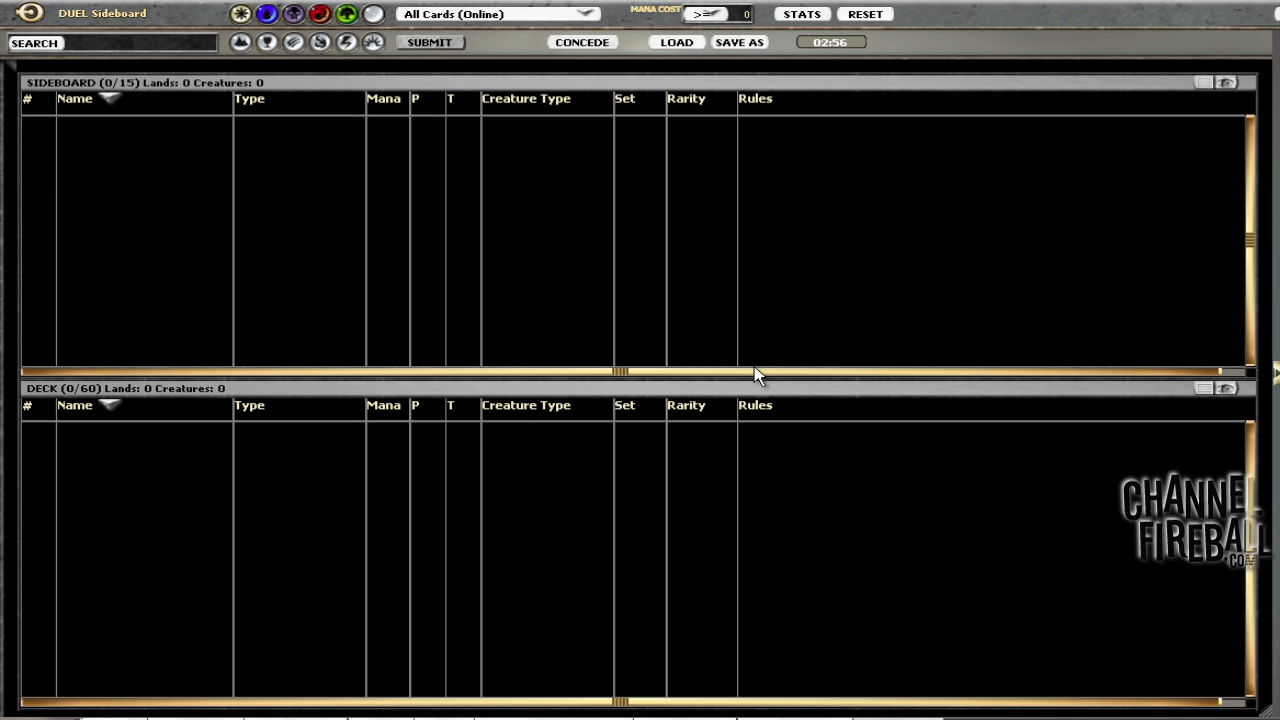 DUEL Sideboard All Cards (Online) MANA COST >= 0 STATS RESET
SEARCH SUBMIT CONCEDE LOAD SAVE AS 02:56
SIDEBOARD (0/15) Lands: 0 Creatures: 0
# Name Type Mana P T Creature Type Set Rarity Rules
DECK (0/60) Lands: 0 Creatures: 0
# Name Type Mana P T Creature Type Set Rarity Rules
CHANNEL
FIREBALL
.COM